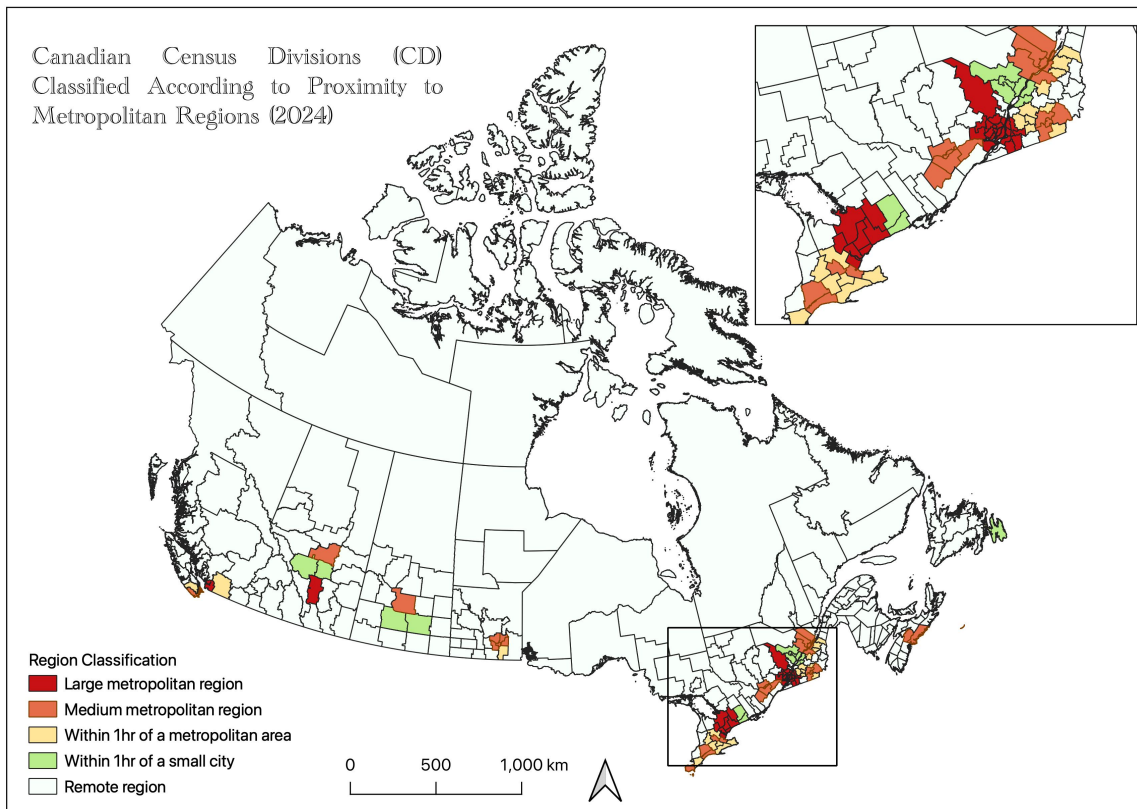 Canadian Census Divisions (CD)
Classified According to Proximity to
Metropolitan Regions (2024)
Region Classification
Large metropolitan region
Medium metropolitan region
Within 1hr of a metropolitan area
Within 1hr of a small city
Remote region
0 500 1,000 km